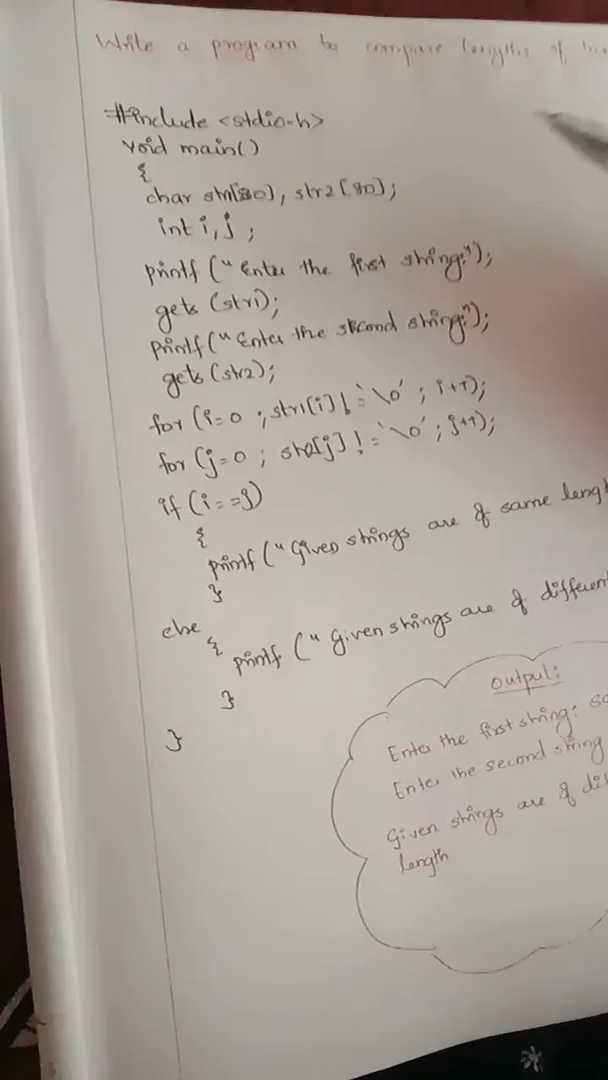 Write a program to compare lengths of
#include <stdio.h>
void main()
{
char str1[80], str2[80];
int i,j;
printf ("Enter the first string:");
gets (str1);
printf ("Enter the second string:");
gets (str2);
for (i=0 ; str1[i] != '\0' ; i++);
for (j=0 ; str2[j] != '\0' ; j++);
if (i==j)
{
printf ("Given strings are of same
}
else
{
printf ("Given strings are of
}
}
output:
Enter the first string:
Enter the second string
Given strings are of
length